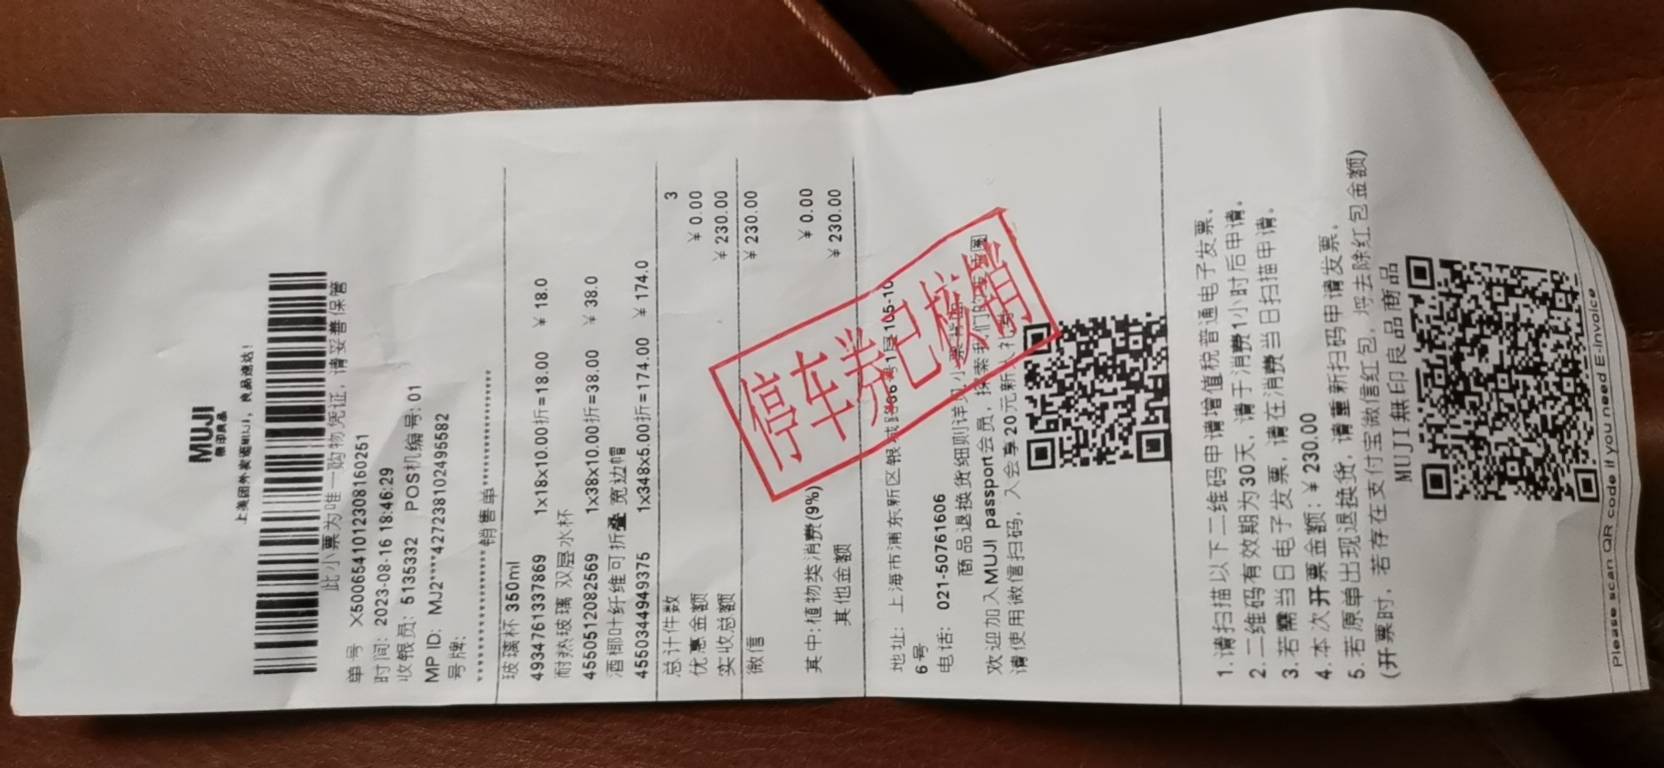 MUJI
無印良品
上美团外卖逛MUJI，良品速达！
此小票为唯一购物凭证，请妥善保管
单号 X5006541012308160251
时间: 2023-08-16 18:46:29
收银员: 5135332 POS机编号: 01
MP ID: MJ2****4272381024955​82
号牌:
销售单
玻璃杯 350ml
4934761337869 1x18x10.00折=18.00 ¥ 18.0
耐热玻璃 双层水杯
4550512082569 1x38x10.00折=38.00 ¥ 38.0
酒椰叶纤维可折叠 宽边帽
4550344949375 1x348x5.00折=174.00 ¥ 174.0
总计件数 3
优惠金额 ¥ 0.00
实收总额 ¥ 230.00
微信 ¥ 230.00
其中: 植物类消费(9%) ¥ 0.00
其他金额 ¥ 230.00
停车券已核销
地址: 上海市浦东新区银城路66号1层105-10
6号
电话: 021-50761606
商品退换货细则详见小票背面
欢迎加入MUJI passport会员，探索我们的
请使用微信扫码，入会享20元新人礼
1.请扫描以下二维码申请增值税普通电子发票。
2.二维码有效期为30天，请于消费1小时后申请。
3.若需当日电子发票，请在消费当日扫描申请。
4.本次开票金额: ¥ 230.00
5.若原单出现退换货，请重新扫码申请发票。
(开票时，若存在支付宝微信红包，将去除红包金额)
MUJI 無印良品商品
Please scan QR code if you need E-invoice